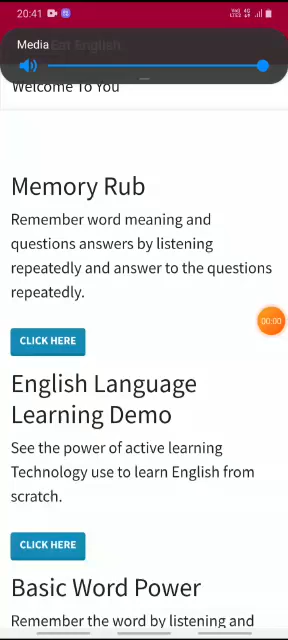 20:41
Media Eat English
Welcome To You
Memory Rub
Remember word meaning and
questions answers by listening
repeatedly and answer to the questions
repeatedly.
CLICK HERE
00:00
English Language
Learning Demo
See the power of active learning
Technology use to learn English from
scratch.
CLICK HERE
Basic Word Power
Remember the word by listening and